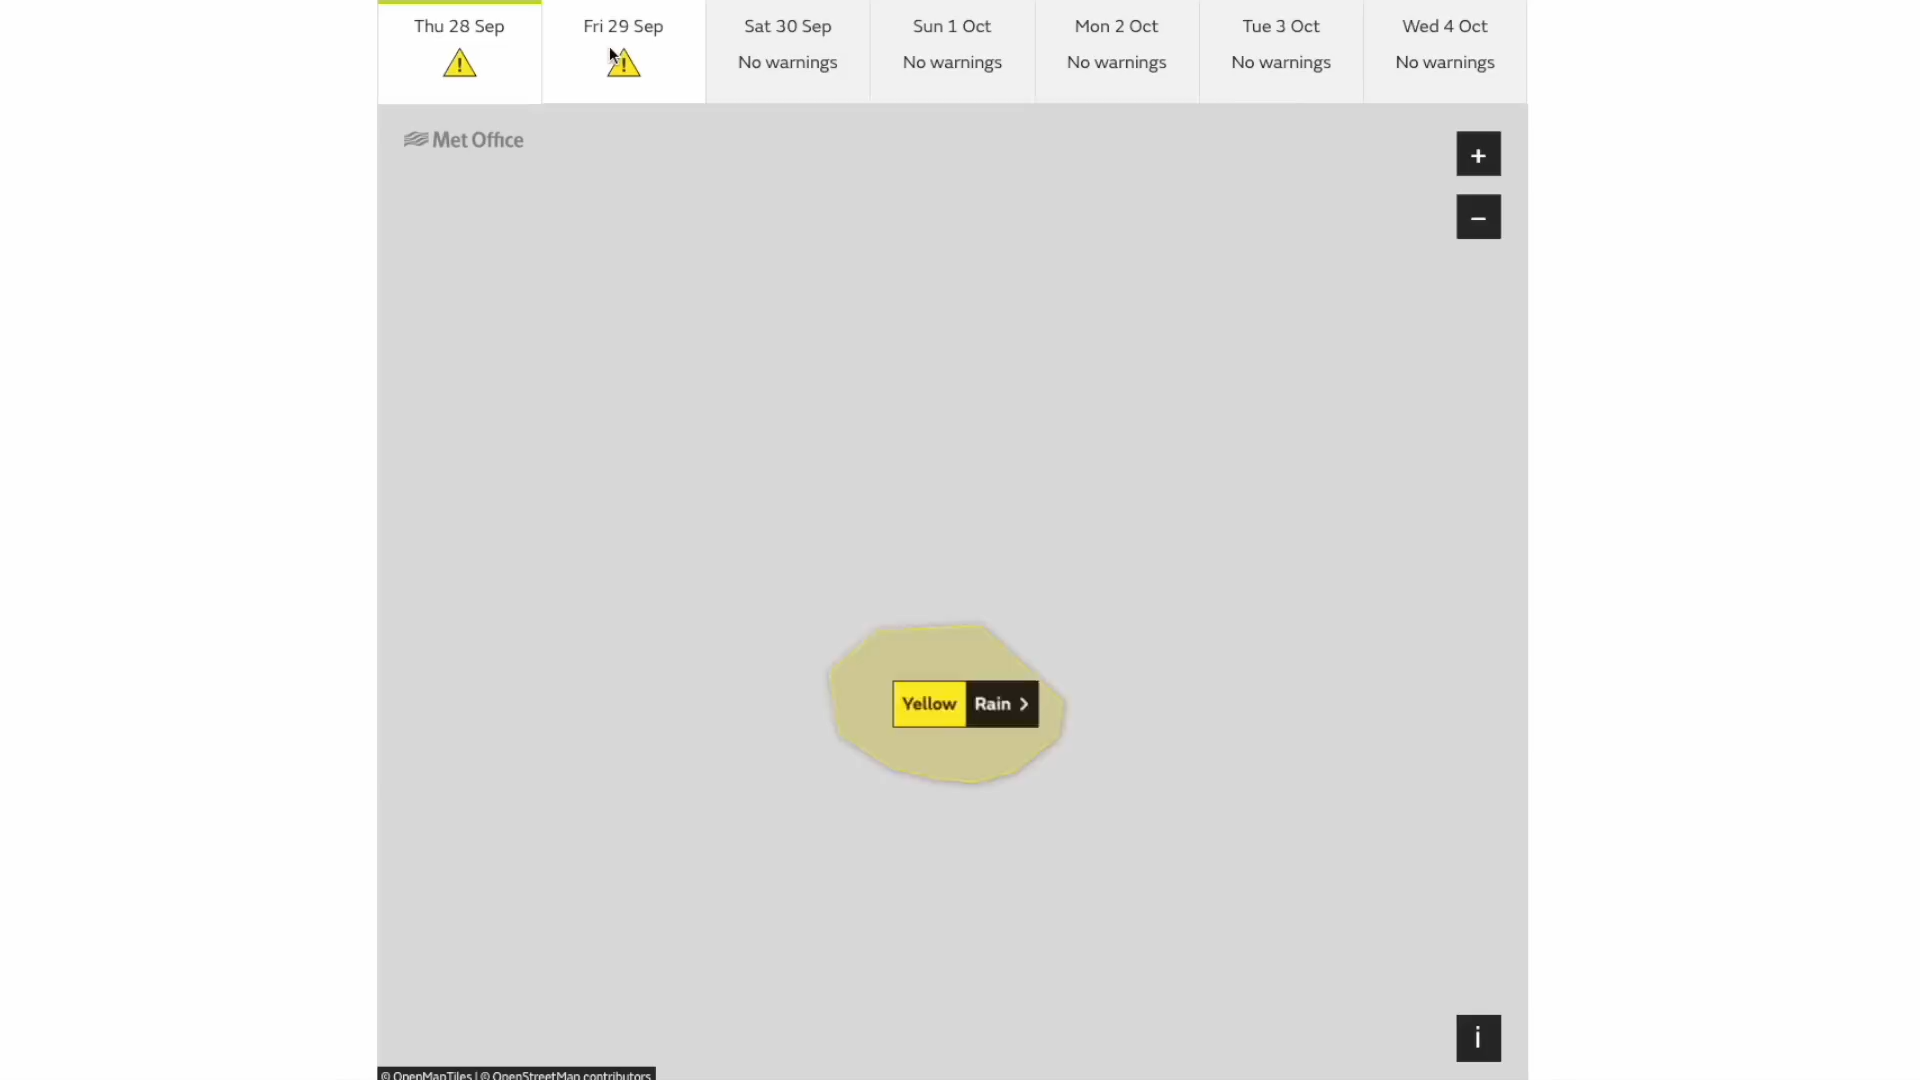 Thu 28 Sep
Fri 29 Sep
Sat 30 Sep
No warnings
Sun 1 Oct
No warnings
Mon 2 Oct
No warnings
Tue 3 Oct
No warnings
Wed 4 Oct
No warnings
Met Office
+
−
Yellow Rain >
i
© OpenMapTiles | © OpenStreetMap contributors